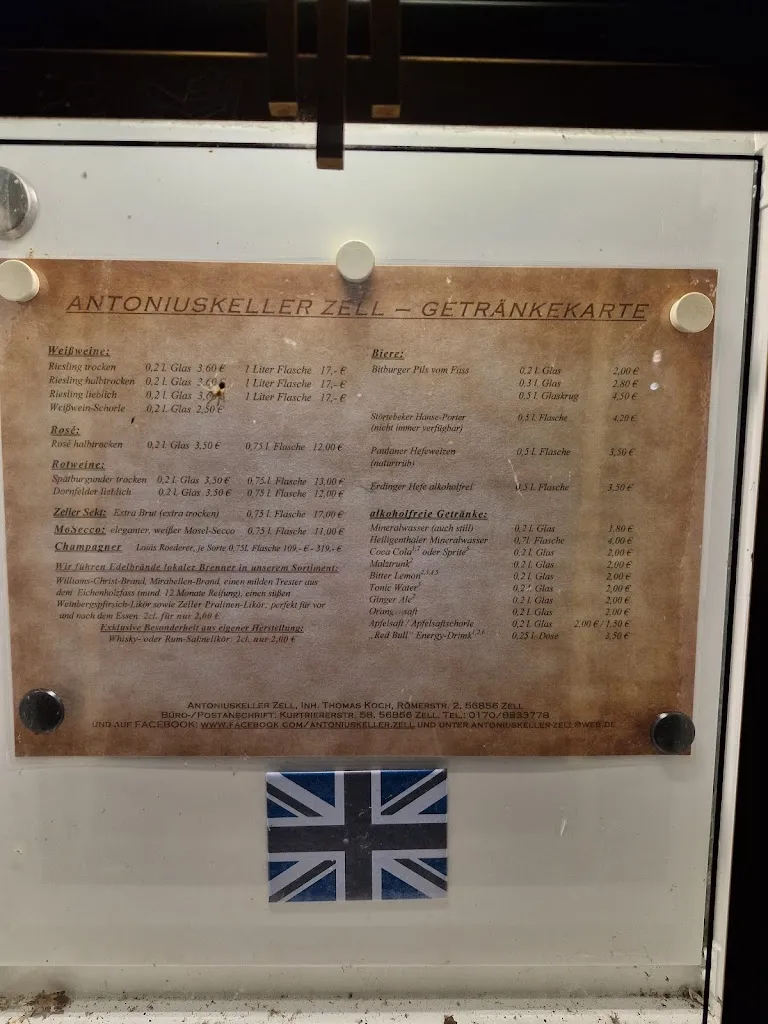 ANTONIUSKELLER ZELL – GETRÄNKEKARTE
Weißweine:
Riesling trocken 0,2 l. Glas 3,60 € 1 Liter Flasche 17,- €
Riesling halbtrocken 0,2 l. Glas 3,60 € 1 Liter Flasche 17,- €
Riesling lieblich 0,2 l. Glas 1 Liter Flasche 17,- €
Weißwein-Schorle 0,2 l. Glas 2,50 €
Rosé:
Rosé halbtrocken 0,2 l. Glas 3,50 € 0,75 l. Flasche 12,00 €
Rotweine:
Spätburgunder trocken 0,2 l. Glas 3,50 € 0,75 l. Flasche 13,00 €
Dornfelder lieblich 0,2 l. Glas 3,50 € 0,75 l. Flasche 12,00 €
Zeller Sekt: Extra Brut (extra trocken) 0,75 l. Flasche 17,00 €
MoSecco: eleganter, weißer Mosel-Secco 0,75 l. Flasche 11,00 €
Champagner Louis Roederer, je Sorte 0,75l. Flasche 109,- € - 319,- €
Wir führen Edelbrände lokaler Brenner in unserem Sortiment:
Williams-Christ-Brand, Mirabellen-Brand, einen milden Trester aus
dem Eichenholzfass (mind. 12 Monate Reifung), einen süßen
Weinbergspfirsich-Likör sowie Zeller Pralinen-Likör; perfekt für vor
und nach dem Essen. 2cl. für nur 2,00 €
Exklusive Besonderheit aus eigener Herstellung:
Whisky- oder Rum-Sahnelikör: 2cl. nur 2,00 €
Biere:
Bitburger Pils vom Fass 0,2 l. Glas 2,00 €
0,3 l. Glas 2,80 €
0,5 l. Glaskrug 4,50 €
Störtebeker Hanse-Porter 0,5 l. Flasche 4,20 €
(nicht immer verfügbar)
Paulaner Hefeweizen 0,5 l. Flasche 3,50 €
(naturtrüb)
Erdinger Hefe alkoholfrei 0,5 l. Flasche 3,50 €
alkoholfreie Getränke:
Mineralwasser (auch still) 0,2 l. Glas 1,80 €
Heiligenthaler Mineralwasser 0,7l. Flasche 4,00 €
Coca Cola oder Sprite 0,2 l. Glas 2,00 €
Malztrunk 0,2 l. Glas 2,00 €
Bitter Lemon 0,2 l. Glas 2,00 €
Tonic Water 0,2 l. Glas 2,00 €
Ginger Ale 0,2 l. Glas 2,00 €
Orangensaft 0,2 l. Glas 2,00 €
Apfelsaft / Apfelsaftschorle 0,2 l. Glas 2,00 € / 1,50 €
„Red Bull" Energy-Drink 0,25 l. Dose 3,50 €
ANTONIUSKELLER ZELL, INH. THOMAS KOCH, RÖMERSTR. 2, 56856 ZELL
BÜRO-/POSTANSCHRIFT: KURTRIERERSTR. 58, 56856 ZELL, TEL.: 0170/8833778
UND AUF FACEBOOK: WWW.FACEBOOK.COM/ANTONIUSKELLER.ZELL UND UNTER ANTONIUSKELLER-ZELL@WEB.DE